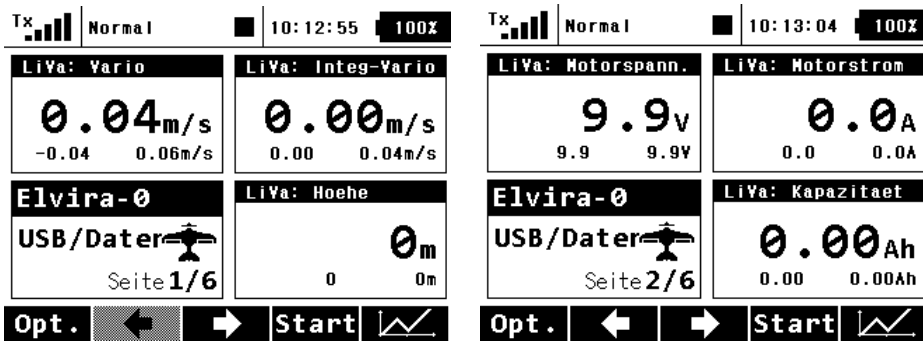 Tx Normal 10:12:55 100%
LiVa: Vario LiVa: Integ-Vario
0.04m/s 0.00m/s
-0.04 0.06m/s 0.00 0.04m/s
Elvira-0 LiVa: Hoehe
USB/Daten 0m
Seite 1/6 0 0m
Opt. Start
Tx Normal 10:13:04 100%
LiVa: Motorspann. LiVa: Motorstrom
9.9V 0.0A
9.9 9.9V 0.0 0.0A
Elvira-0 LiVa: Kapazitaet
USB/Daten 0.00Ah
Seite 2/6 0.00 0.00Ah
Opt. Start